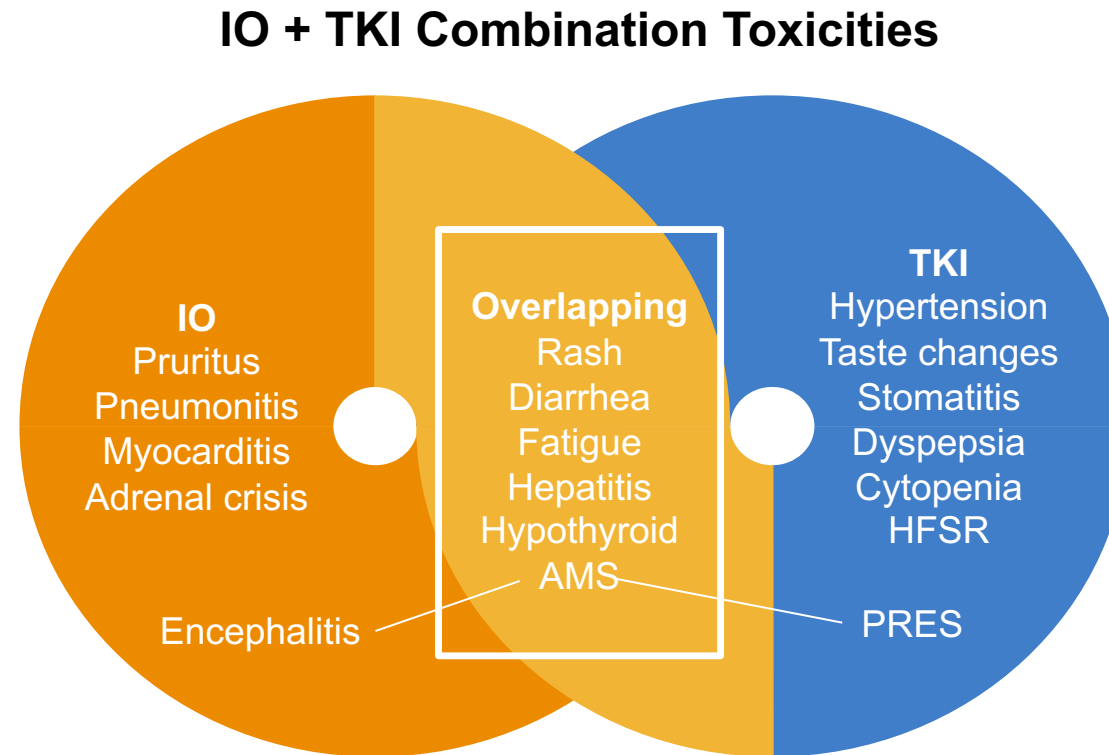 IO + TKI Combination Toxicities
IO
Pruritus
Pneumonitis
Myocarditis
Adrenal crisis
Encephalitis
Overlapping
Rash
Diarrhea
Fatigue
Hepatitis
Hypothyroid
AMS
TKI
Hypertension
Taste changes
Stomatitis
Dyspepsia
Cytopenia
HFSR
PRES